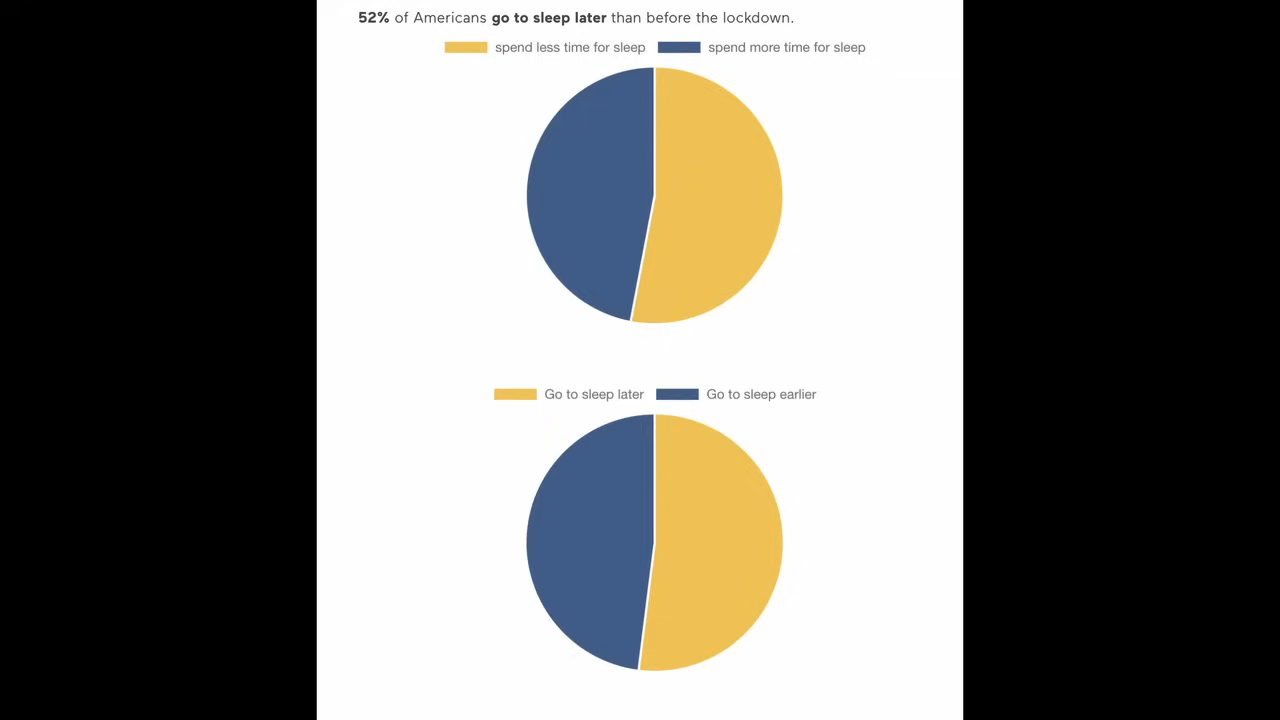 52% of Americans go to sleep later than before the lockdown.
spend less time for sleep spend more time for sleep
Go to sleep later Go to sleep earlier